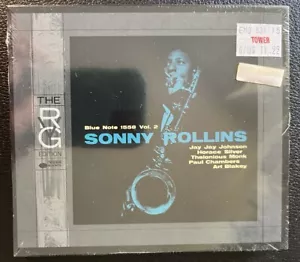 TOWER
THE
RVG
EDITION
Blue Note 1558 Vol. 2
SONNY ROLLINS
Jay Jay Johnson
Horace Silver
Thelonious Monk
Paul Chambers
Art Blakey